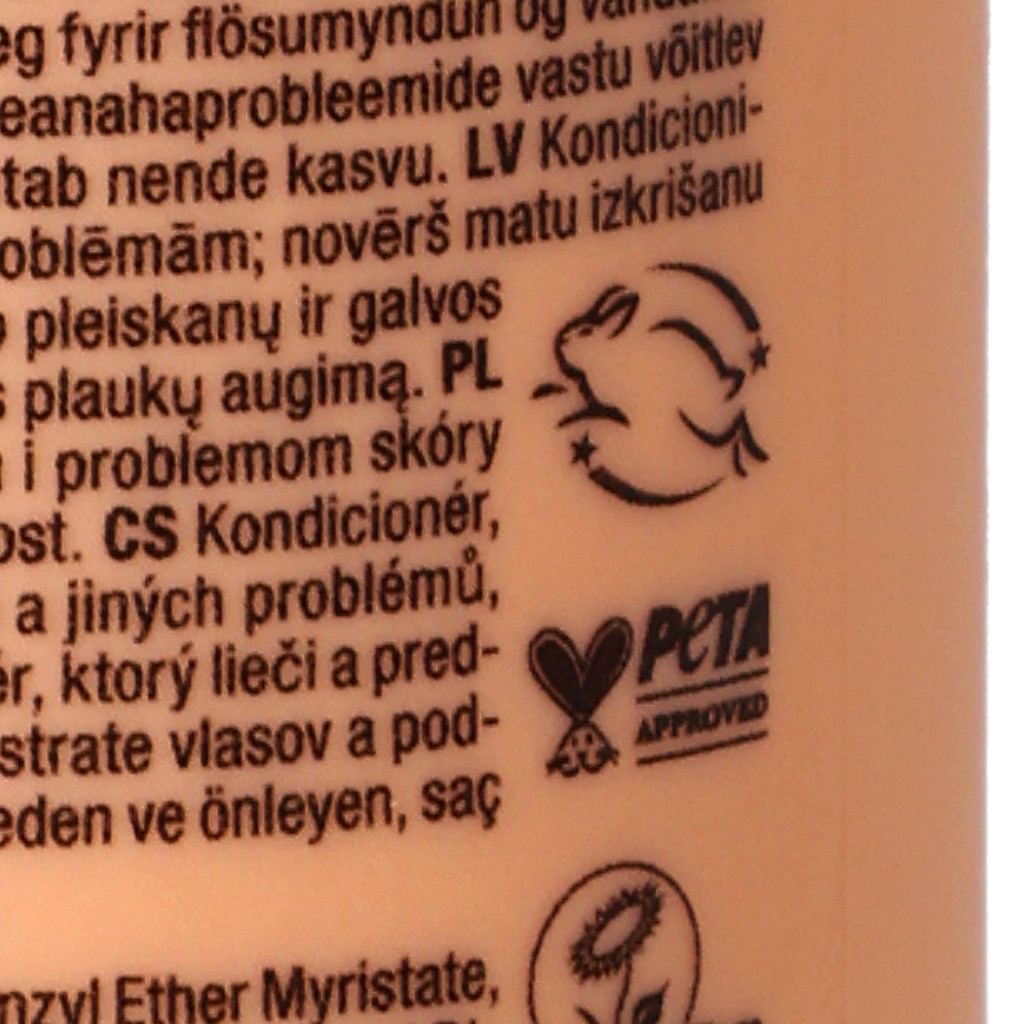 eg fyrir flösumyndun og
eanahaprobleemide vastu võitlev
tab nende kasvu. LV Kondicioni-
oblēmām; novērš matu izkrišanu
pleiskanų ir galvos
s plaukų augimą. PL
i problemom skóry
ost. CS Kondicionér,
a jiných problémů,
ér, ktorý lieči a pred-
strate vlasov a pod-
eden ve önleyen, saç
PETA
APPROVED
nzyl Ether Myristate,